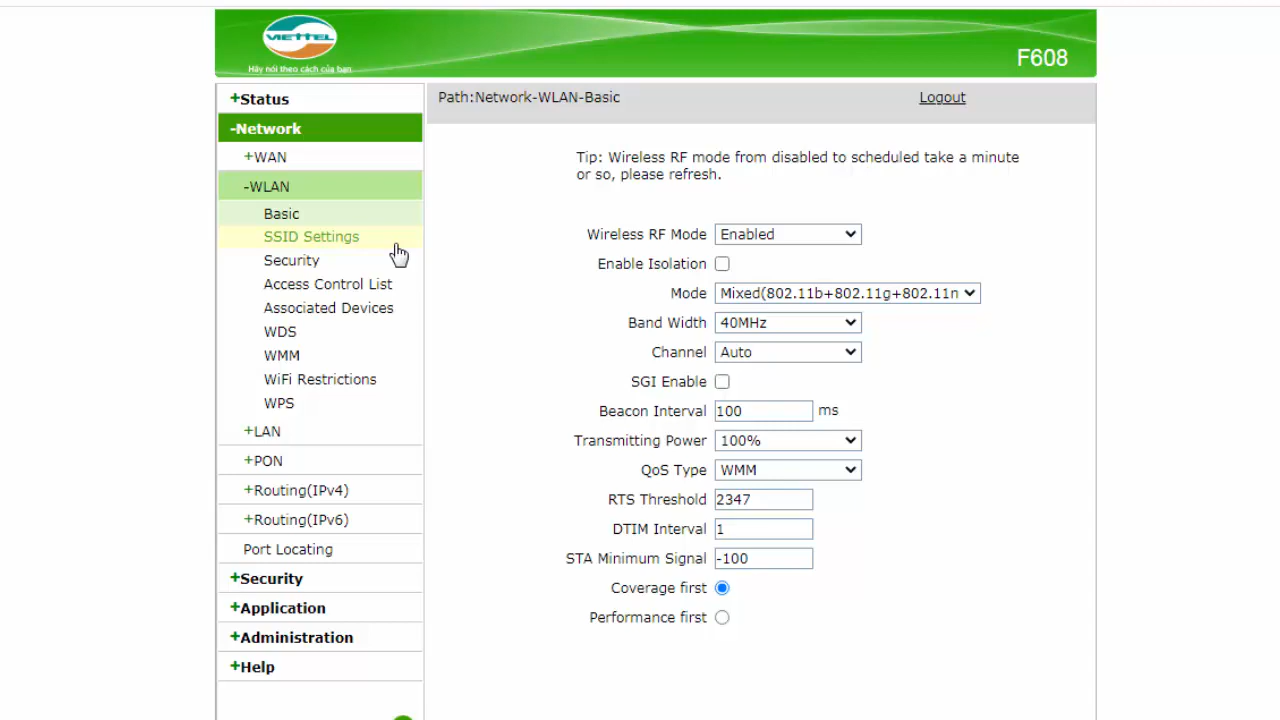 VIETTEL
Hãy nói theo cách của bạn
F608
+Status
-Network
+WAN
-WLAN
Basic
SSID Settings
Security
Access Control List
Associated Devices
WDS
WMM
WiFi Restrictions
WPS
+LAN
+PON
+Routing(IPv4)
+Routing(IPv6)
Port Locating
+Security
+Application
+Administration
+Help
Path:Network-WLAN-Basic
Logout
Tip: Wireless RF mode from disabled to scheduled take a minute
or so, please refresh.
Wireless RF Mode Enabled
Enable Isolation
Mode Mixed(802.11b+802.11g+802.11n
Band Width 40MHz
Channel Auto
SGI Enable
Beacon Interval 100 ms
Transmitting Power 100%
QoS Type WMM
RTS Threshold 2347
DTIM Interval 1
STA Minimum Signal -100
Coverage first
Performance first